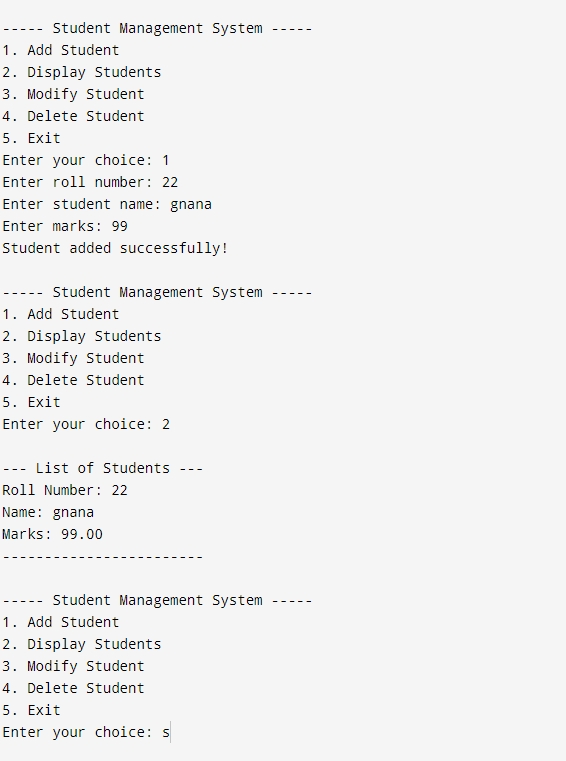 ----- Student Management System -----
1. Add Student
2. Display Students
3. Modify Student
4. Delete Student
5. Exit
Enter your choice: 1
Enter roll number: 22
Enter student name: gnana
Enter marks: 99
Student added successfully!
----- Student Management System -----
1. Add Student
2. Display Students
3. Modify Student
4. Delete Student
5. Exit
Enter your choice: 2
--- List of Students ---
Roll Number: 22
Name: gnana
Marks: 99.00
------------------------
----- Student Management System -----
1. Add Student
2. Display Students
3. Modify Student
4. Delete Student
5. Exit
Enter your choice: s